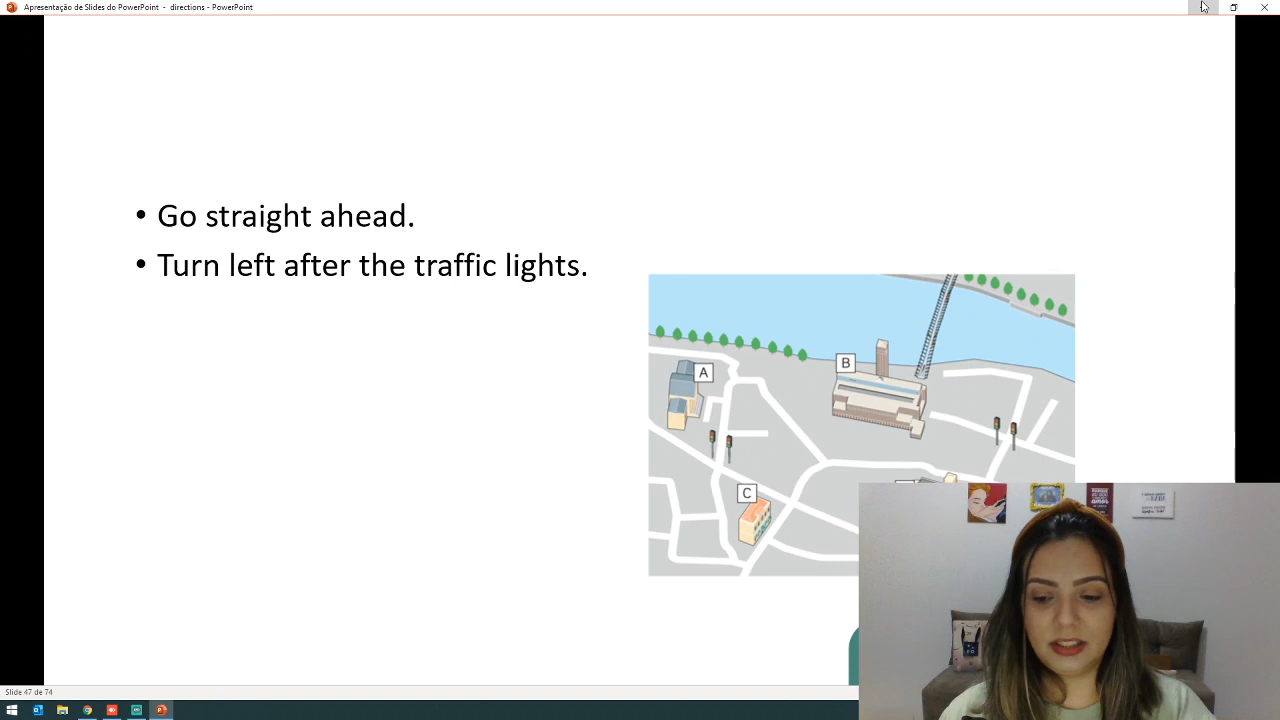 Apresentação de Slides do PowerPoint - directions - PowerPoint
• Go straight ahead.
• Turn left after the traffic lights.
A
B
C
Slide 47 de 74